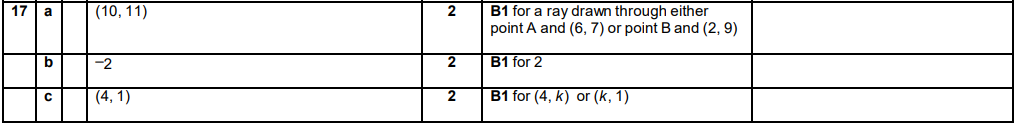 17 a (10, 11) 2 B1 for a ray drawn through either
point A and (6, 7) or point B and (2, 9)
b −2 2 B1 for 2
c (4, 1) 2 B1 for (4, k) or (k, 1)